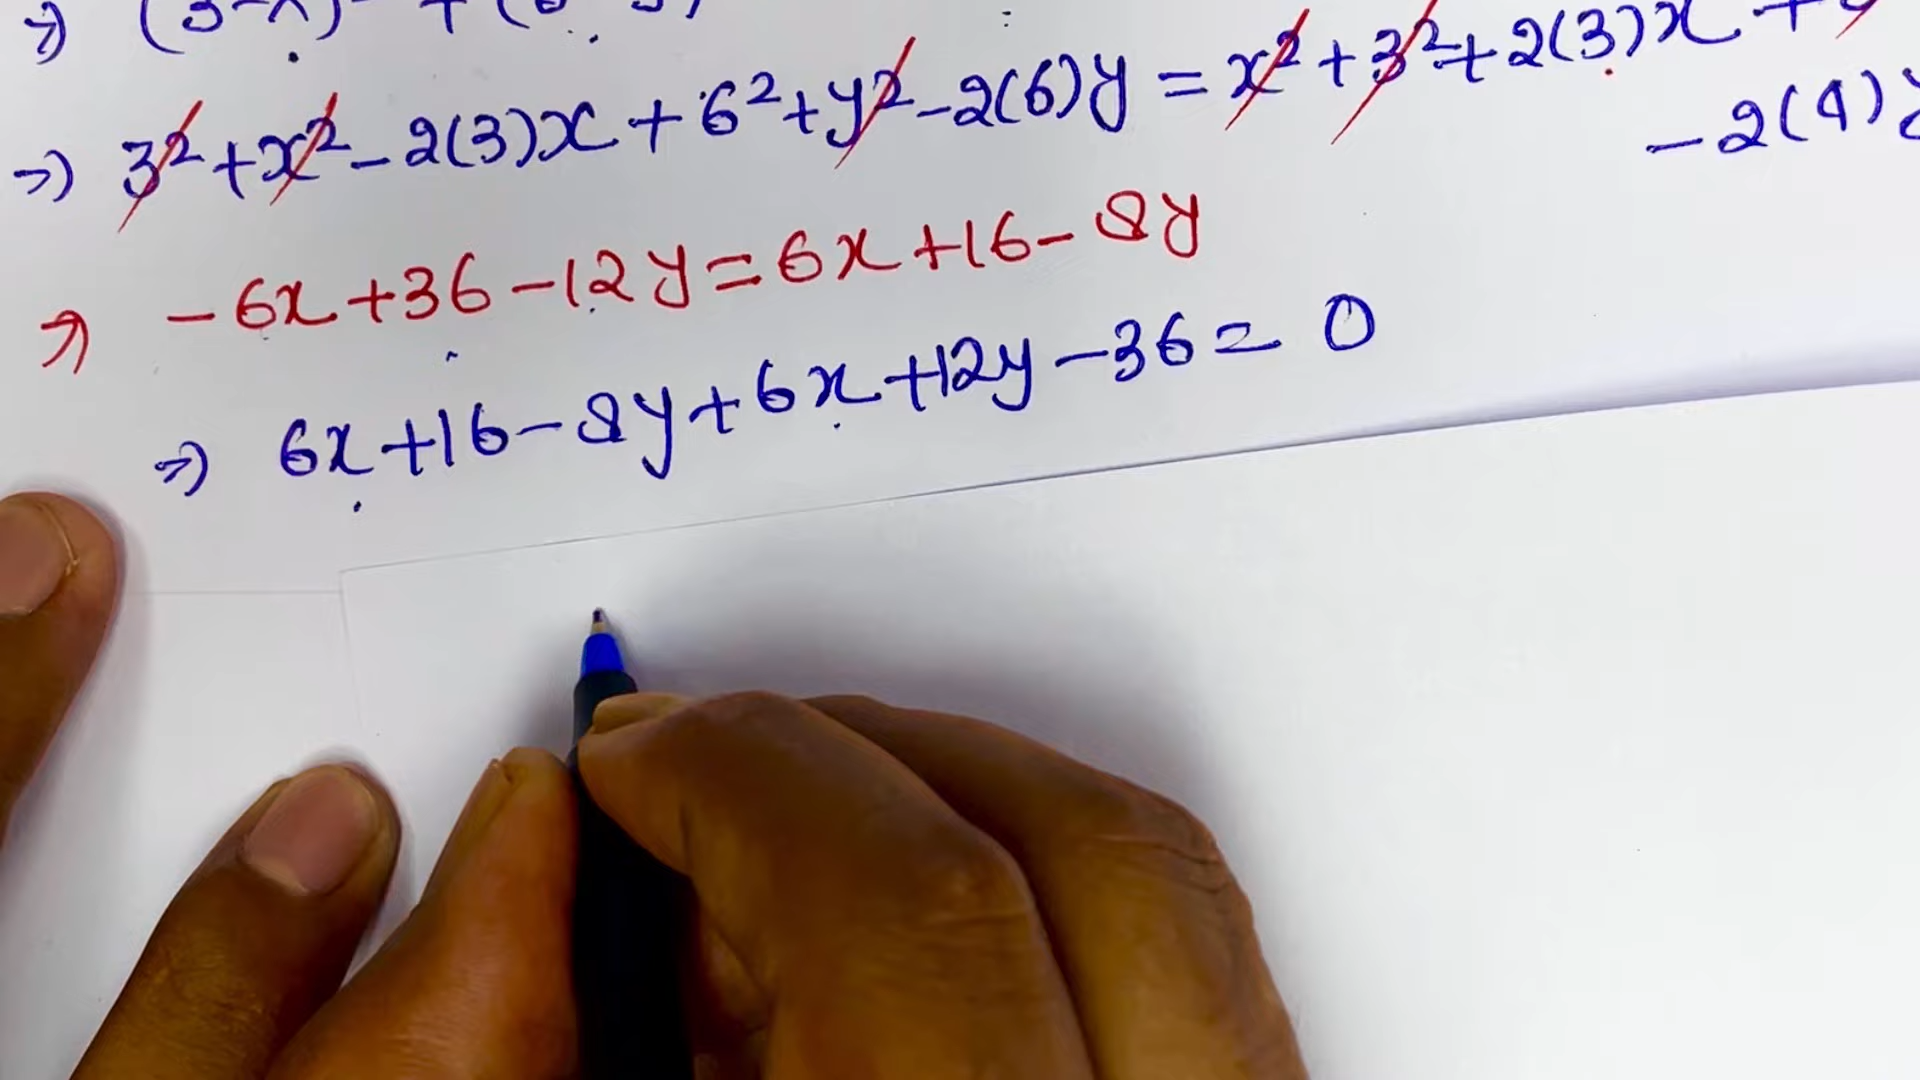 ⇒ 3² + x² - 2(3)x + 6² + y² - 2(6)y = x² + 3² + 2(3)x +
- 2(4)
⇒ - 6x + 36 - 12y = 6x + 16 - 8y
⇒ 6x + 16 - 8y + 6x + 12y - 36 = 0